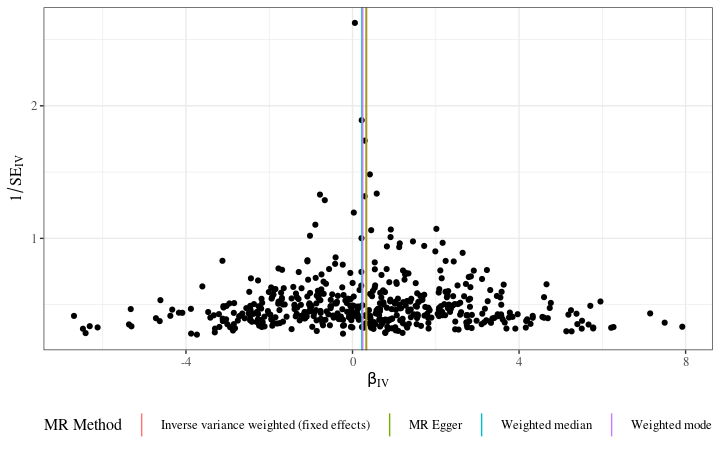 2
1
1/SE_IV
-4 0 4 8
β_IV
MR Method Inverse variance weighted (fixed effects) MR Egger Weighted median Weighted mode